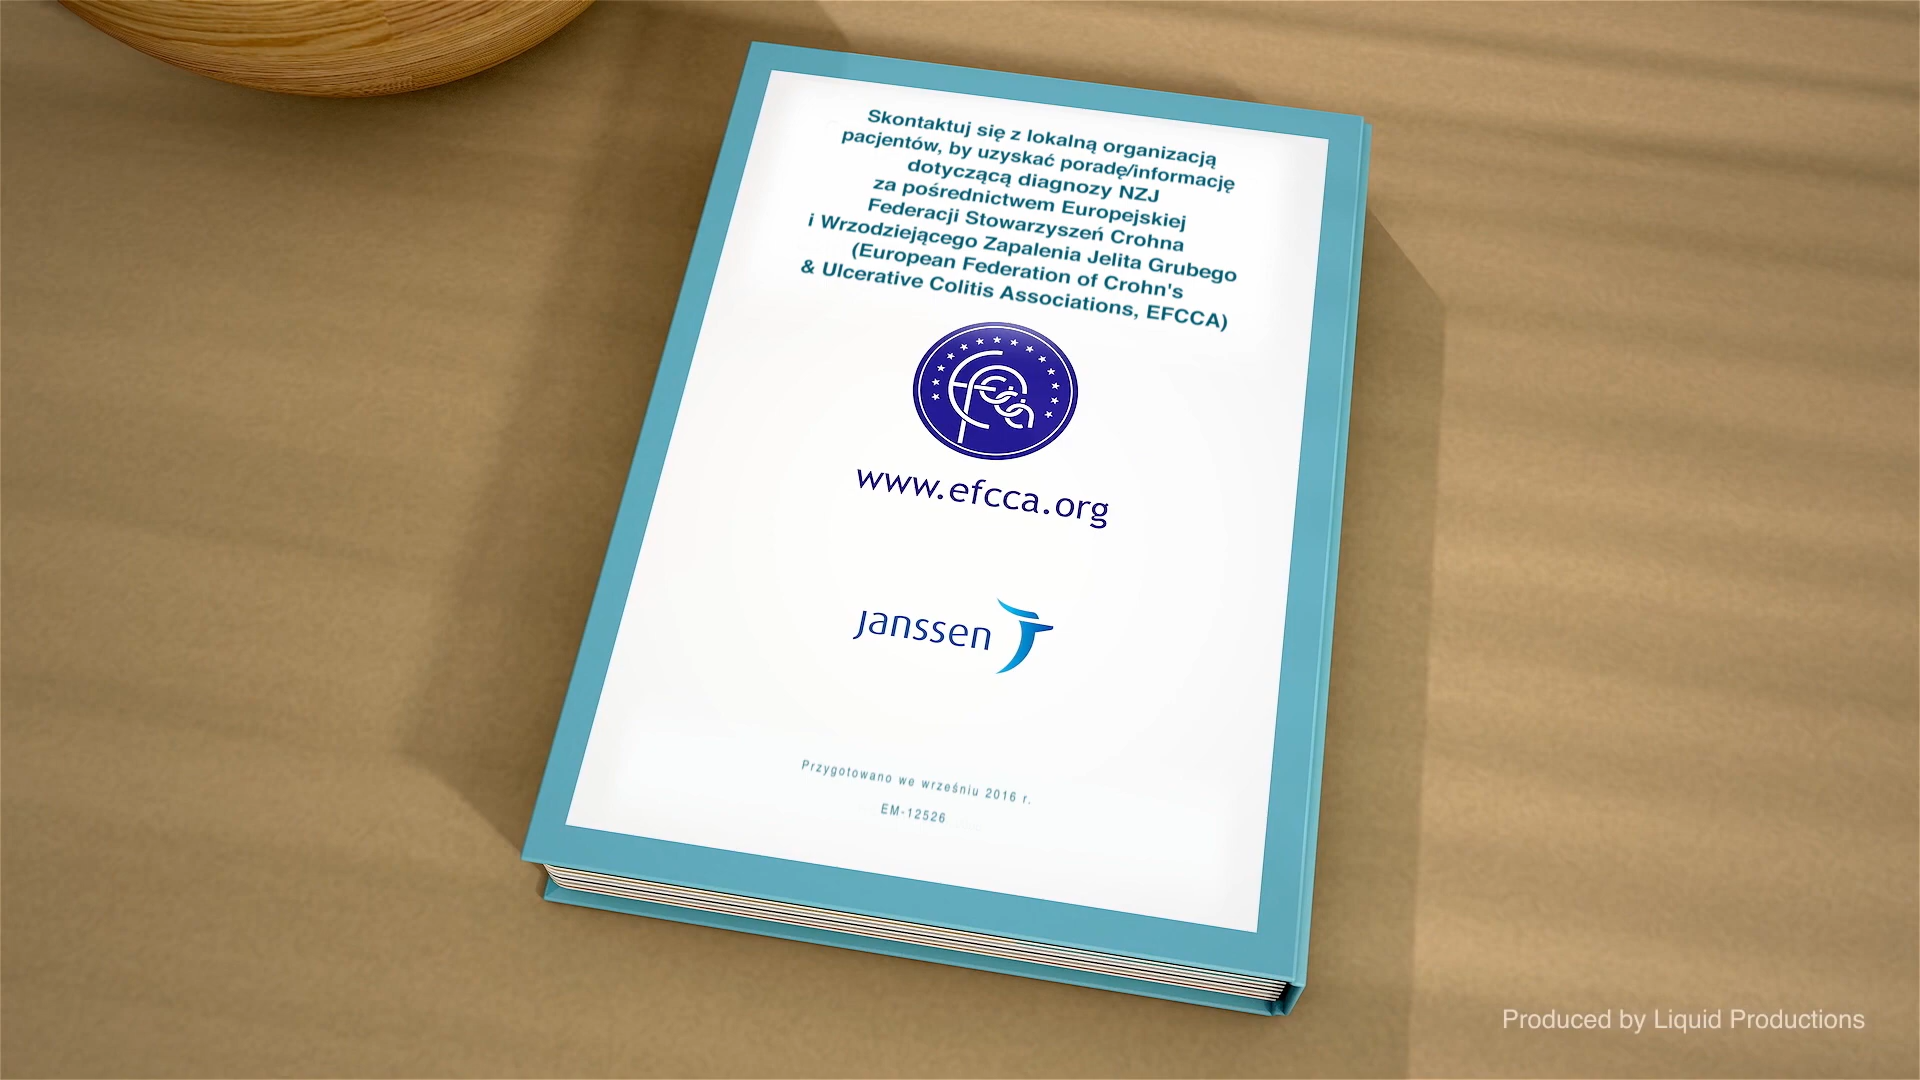 Skontaktuj się z lokalną organizacją
pacjentów, by uzyskać poradę/informację
dotyczącą diagnozy NZJ
za pośrednictwem Europejskiej
Federacji Stowarzyszeń Crohna
i Wrzodziejącego Zapalenia Jelita Grubego
(European Federation of Crohn's
& Ulcerative Colitis Associations, EFCCA)
efcca
www.efcca.org
janssen
Przygotowano we wrześniu 2016 r.
EM-12526
Produced by Liquid Productions